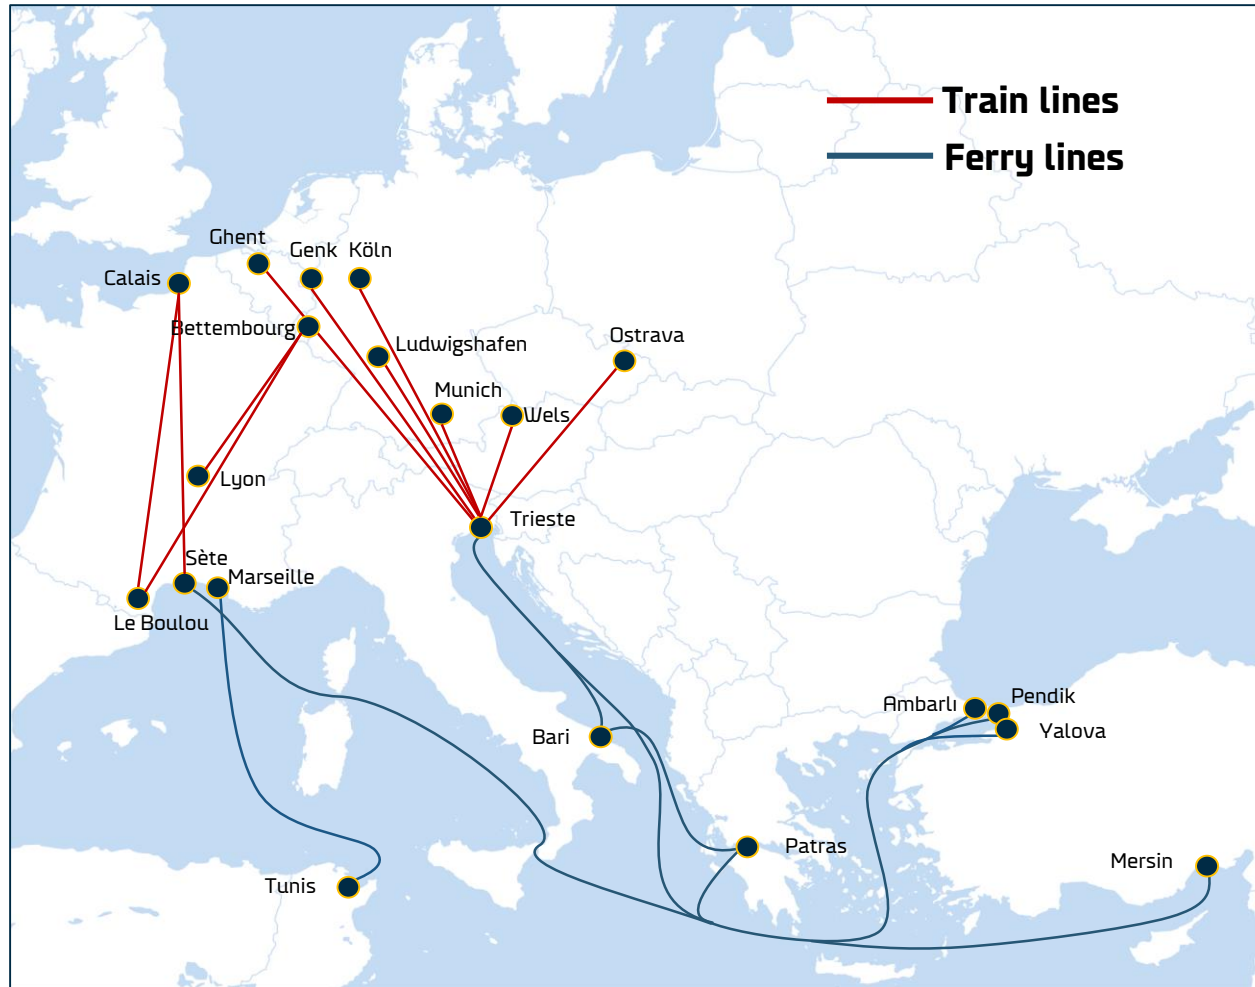 Train lines
Ferry lines
Ghent
Genk
Köln
Calais
Bettembourg
Ludwigshafen
Ostrava
Munich
Wels
Lyon
Trieste
Sète
Marseille
Le Boulou
Ambarlı
Pendik
Yalova
Bari
Patras
Mersin
Tunis